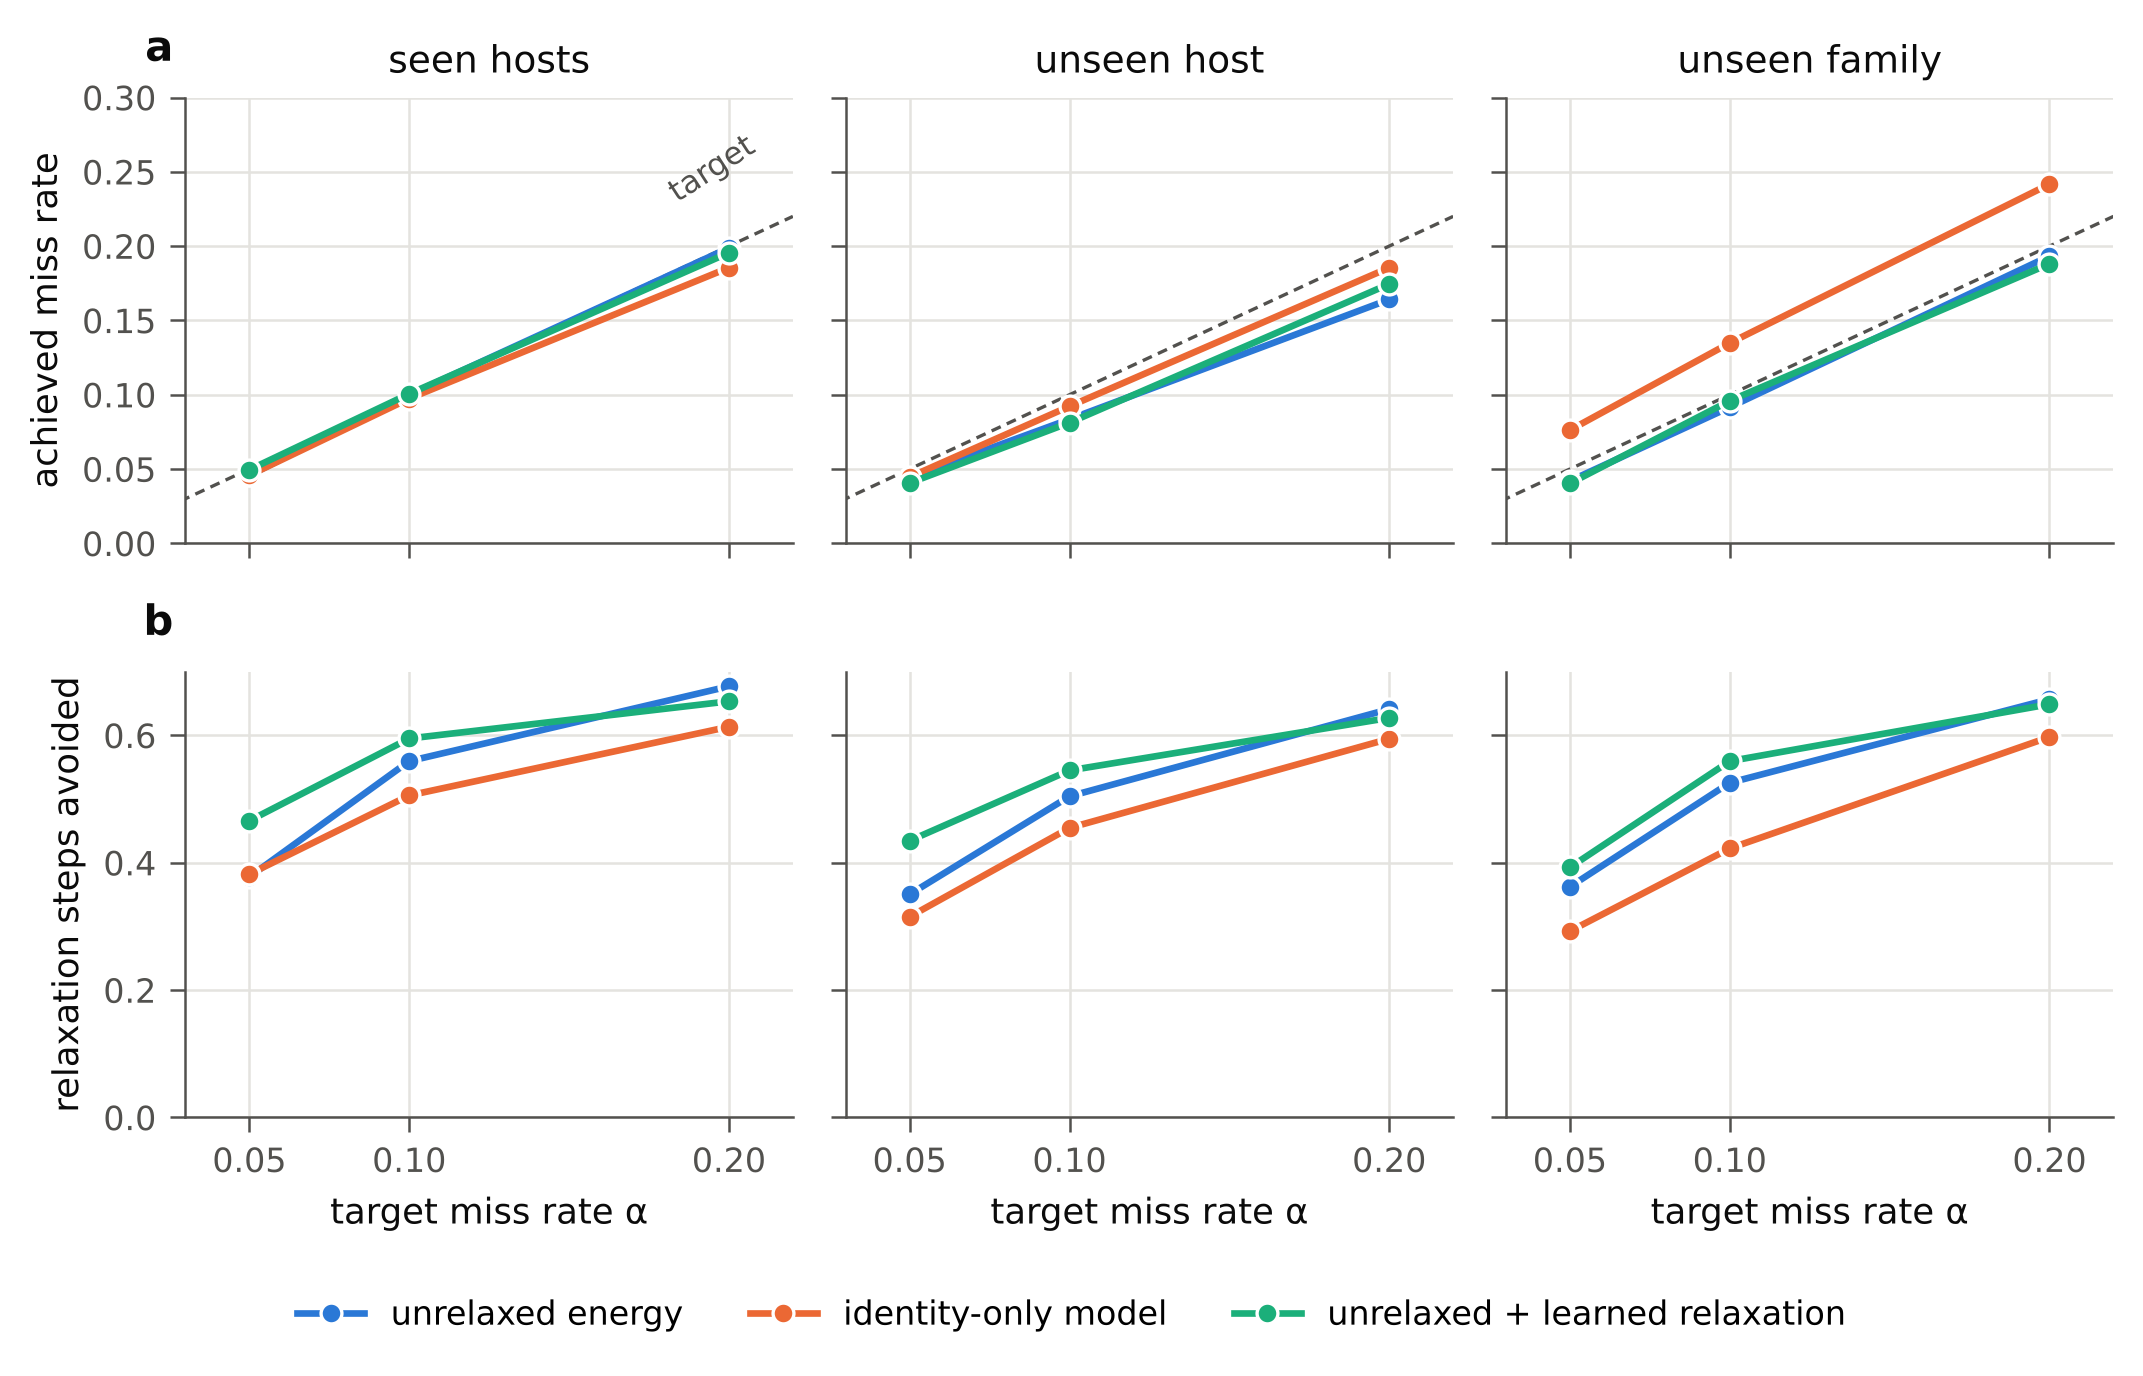 a
seen hosts
unseen host
unseen family
achieved miss rate
0.30
0.25
0.20
0.15
0.10
0.05
0.00
target
b
relaxation steps avoided
0.6
0.4
0.2
0.0
0.05 0.10 0.20
0.05 0.10 0.20
0.05 0.10 0.20
target miss rate α
target miss rate α
target miss rate α
unrelaxed energy
identity-only model
unrelaxed + learned relaxation